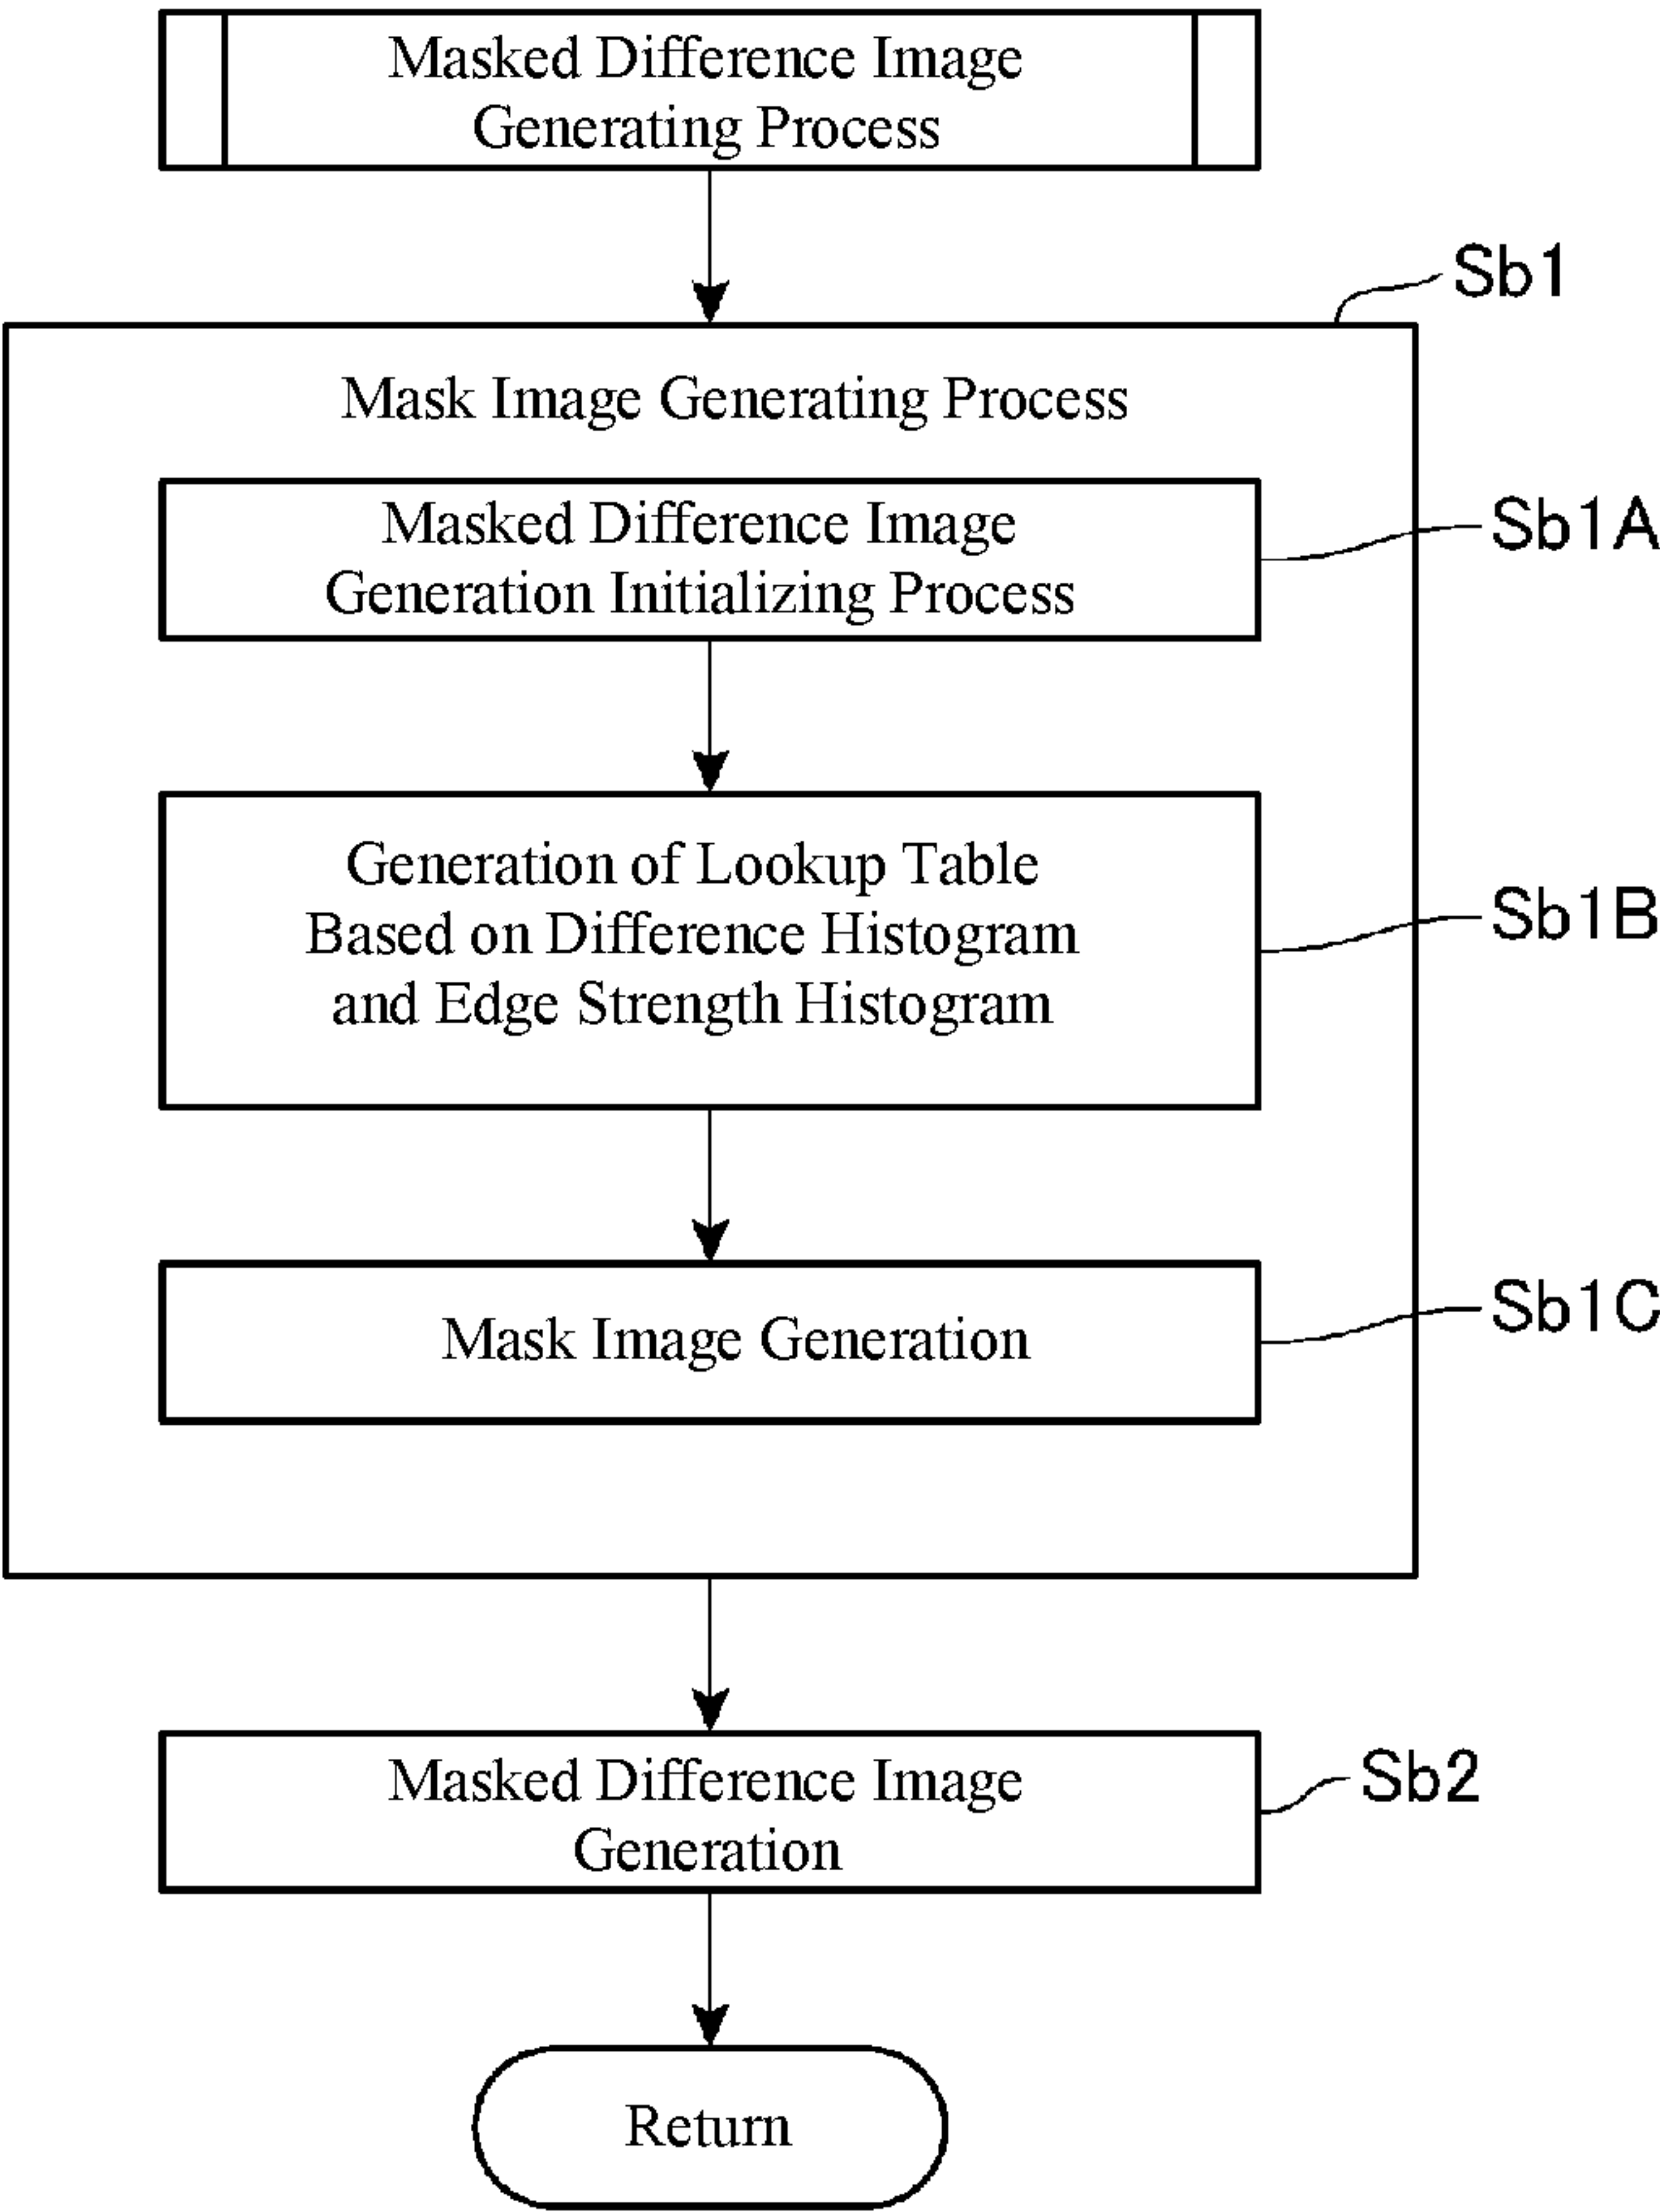 Masked Difference Image
Generating Process
Sb1
Mask Image Generating Process
Masked Difference Image
Generation Initializing Process
Sb1A
Generation of Lookup Table
Based on Difference Histogram
and Edge Strength Histogram
Sb1B
Mask Image Generation
Sb1C
Masked Difference Image
Generation
Sb2
Return